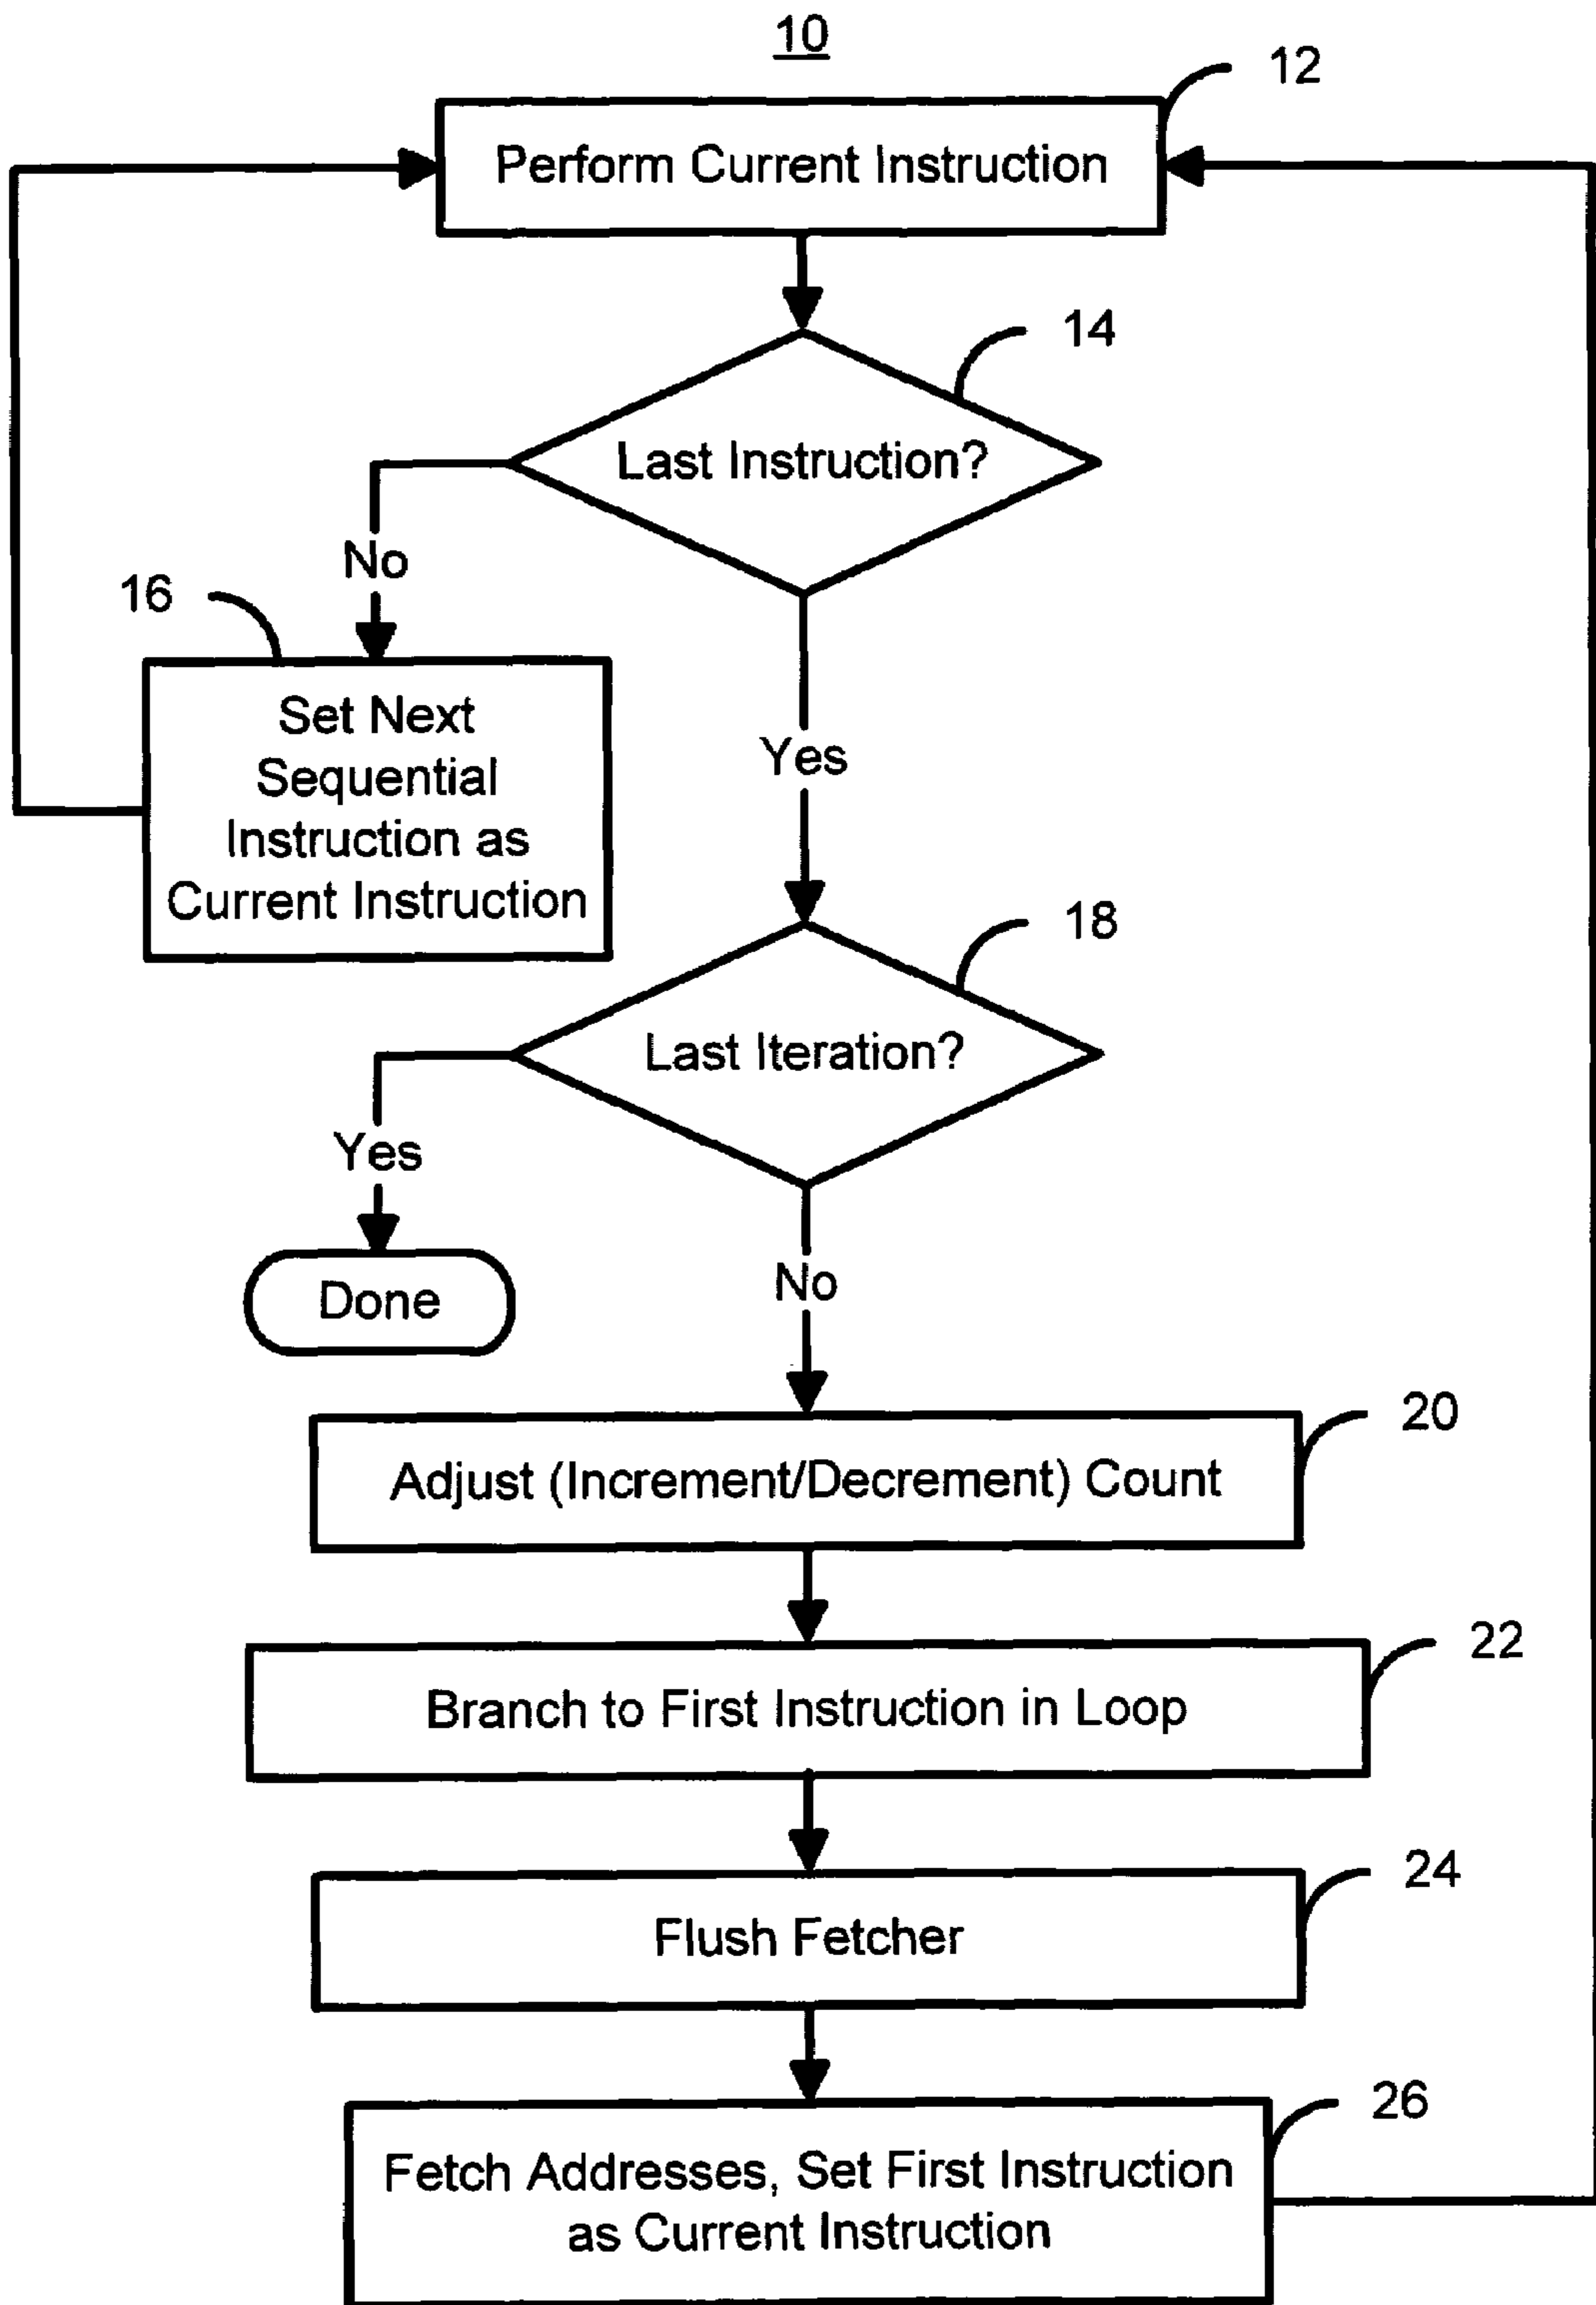 10
12
Perform Current Instruction
14
Last Instruction?
No
16
Set Next
Sequential
Instruction as
Current Instruction
Yes
18
Last Iteration?
Yes
Done
No
20
Adjust (Increment/Decrement) Count
22
Branch to First Instruction in Loop
24
Flush Fetcher
26
Fetch Addresses, Set First Instruction
as Current Instruction